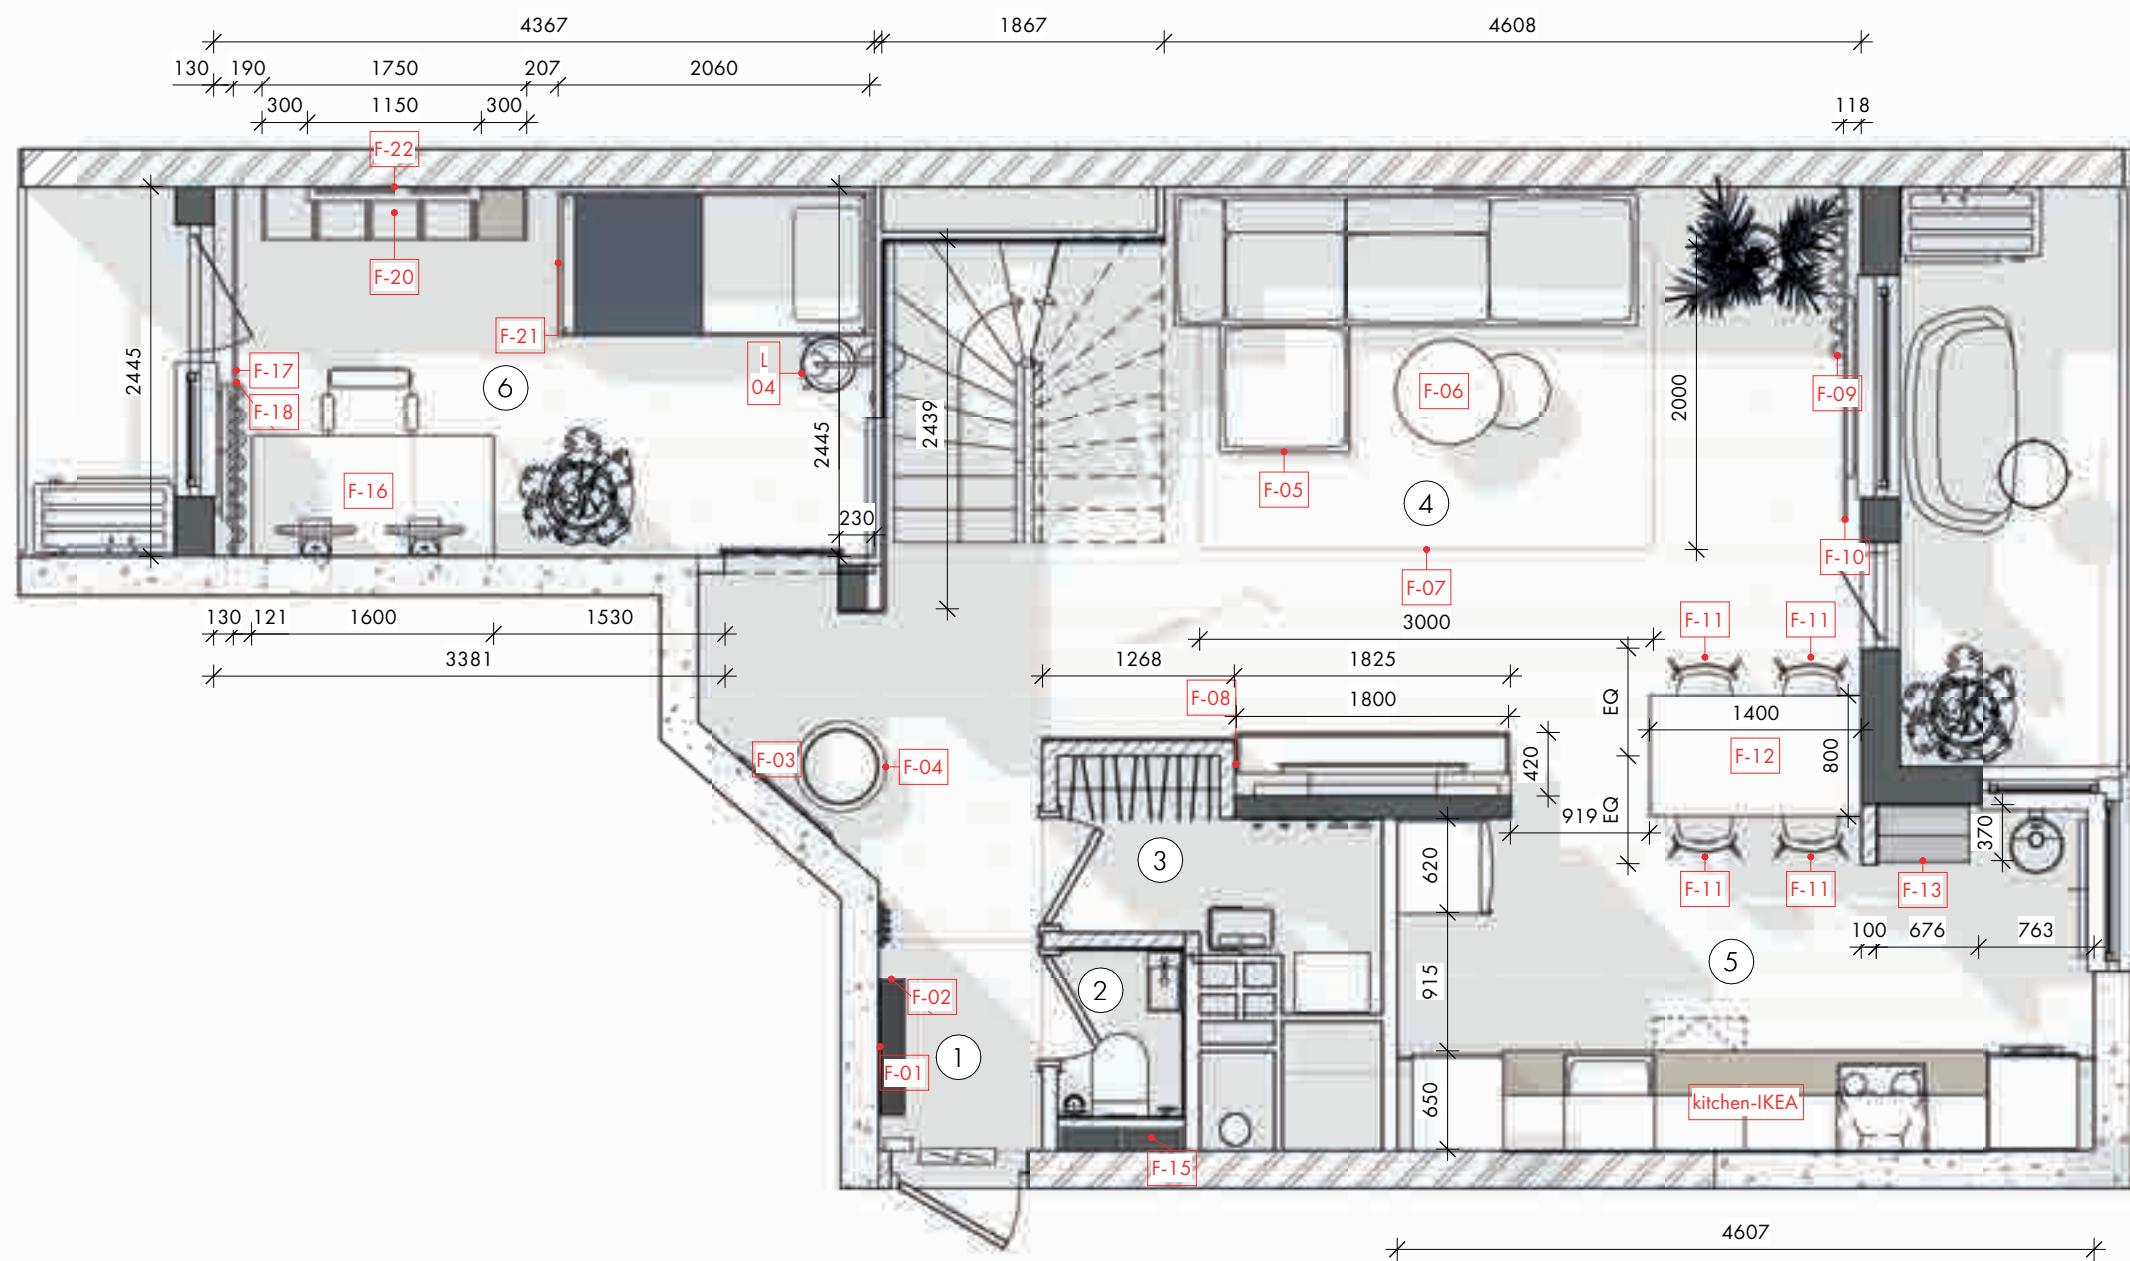 4367 1867 4608
130 190 1750 207 2060
300 1150 300 118
F-22
F-20
F-21
L
04
2445
F-17
F-18
6
F-16
2445
230
2439
F-05
F-06
4
2000
F-09
F-10
F-07
3000
130 121 1600 1530
3381
1268 1825
F-08
1800
420
EQ
EQ
F-11 F-11
1400
F-12
800
919
F-11 F-11
F-13
370
F-03
F-04
3
620
100 676 763
5
915
F-02
2
1
F-01
650
kitchen-IKEA
F-15
4607